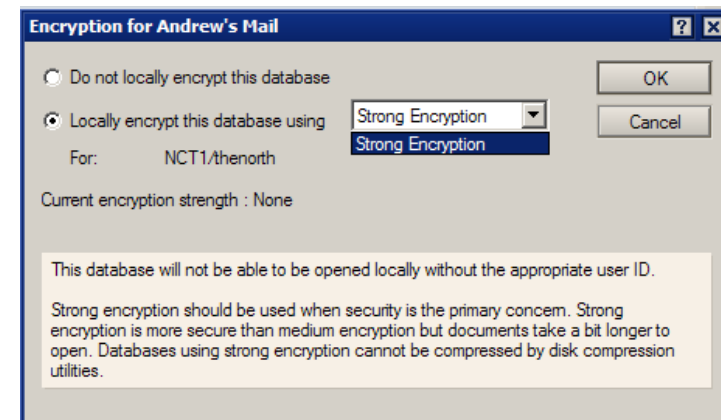 Encryption for Andrew's Mail
Do not locally encrypt this database
OK
Locally encrypt this database using
Strong Encryption
Cancel
Strong Encryption
For: NCT1/thenorth
Current encryption strength : None
This database will not be able to be opened locally without the appropriate user ID.
Strong encryption should be used when security is the primary concern. Strong
encryption is more secure than medium encryption but documents take a bit longer to
open. Databases using strong encryption cannot be compressed by disk compression
utilities.